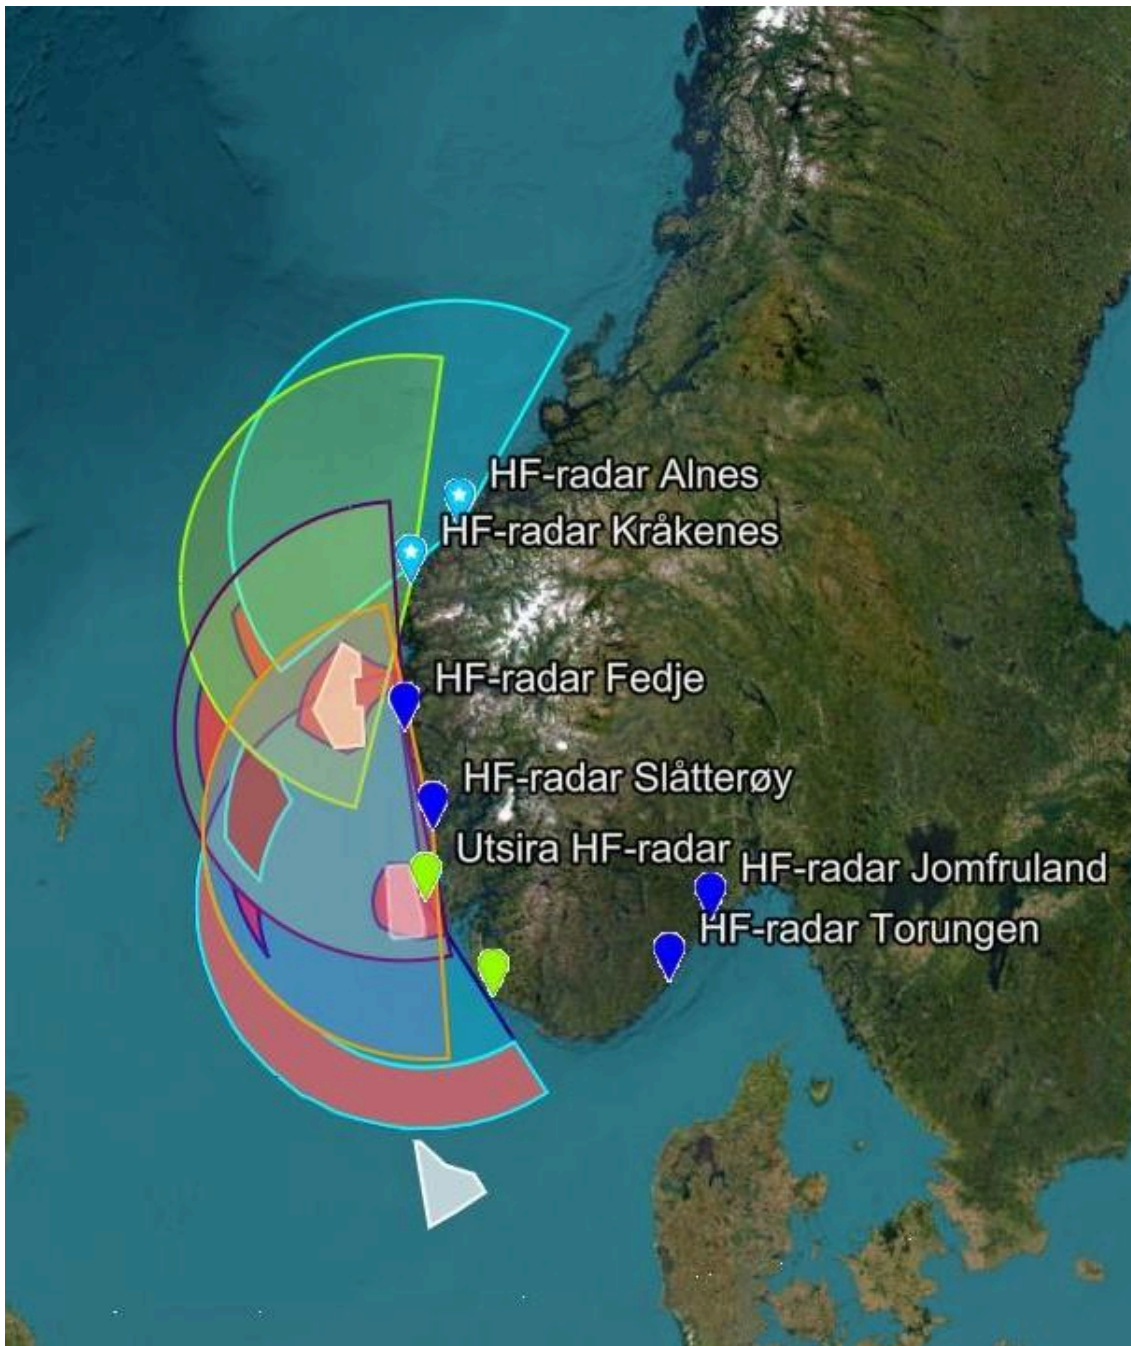 HF-radar Alnes
HF-radar Kråkenes
HF-radar Fedje
HF-radar Slåtterøy
Utsira HF-radar
HF-radar Jomfruland
HF-radar Torungen